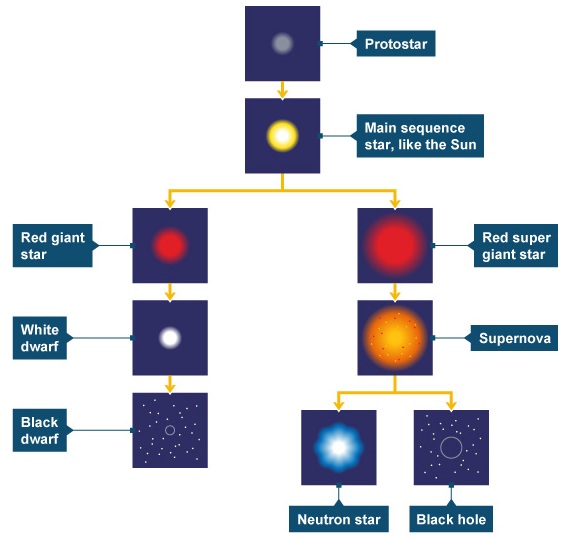 Protostar
Main sequence
star, like the Sun
Red giant
star
Red super
giant star
White
dwarf
Supernova
Black
dwarf
Neutron star
Black hole